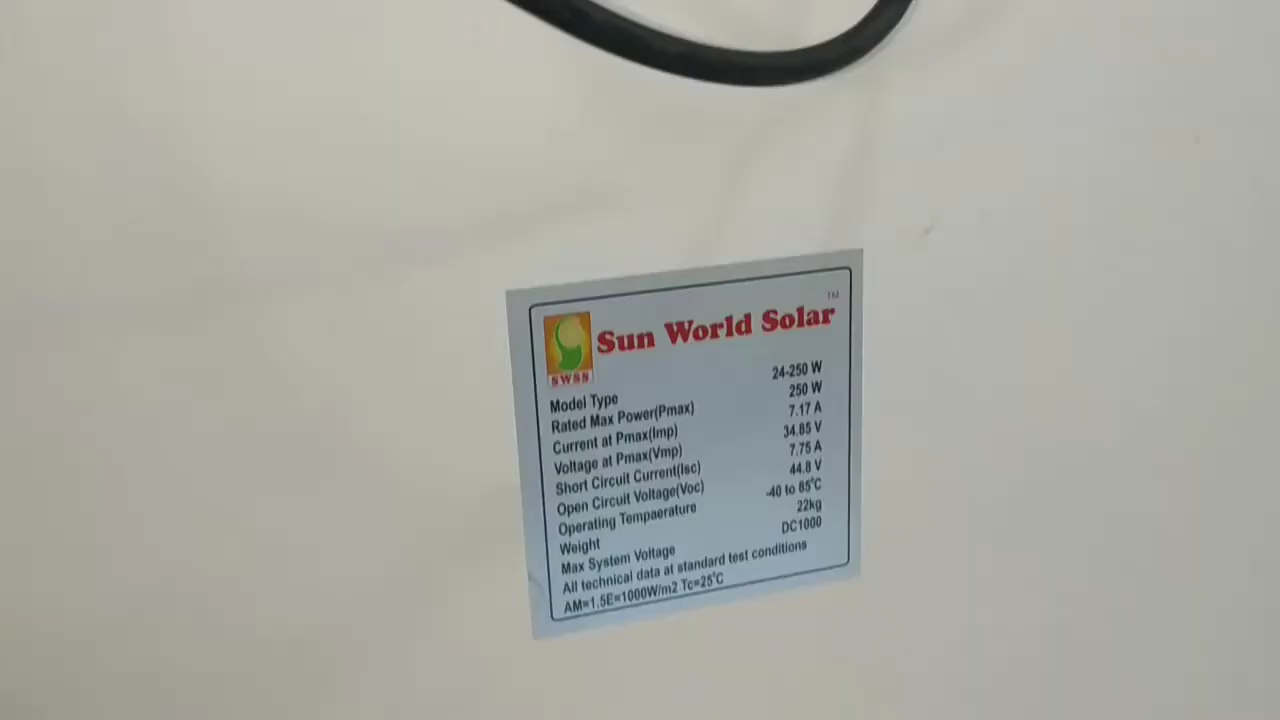 TM
Sun World Solar
SWSS
Model Type 24-250 W
Rated Max Power(Pmax) 250 W
Current at Pmax(Imp) 7.17 A
Voltage at Pmax(Vmp) 34.85 V
Short Circuit Current(Isc) 7.75 A
Open Circuit Voltage(Voc) 44.8 V
Operating Tempaerature -40 to 85°C
Weight 22kg
Max System Voltage DC1000
All technical data at standard test conditions
AM=1.5E=1000W/m2 Tc=25°C